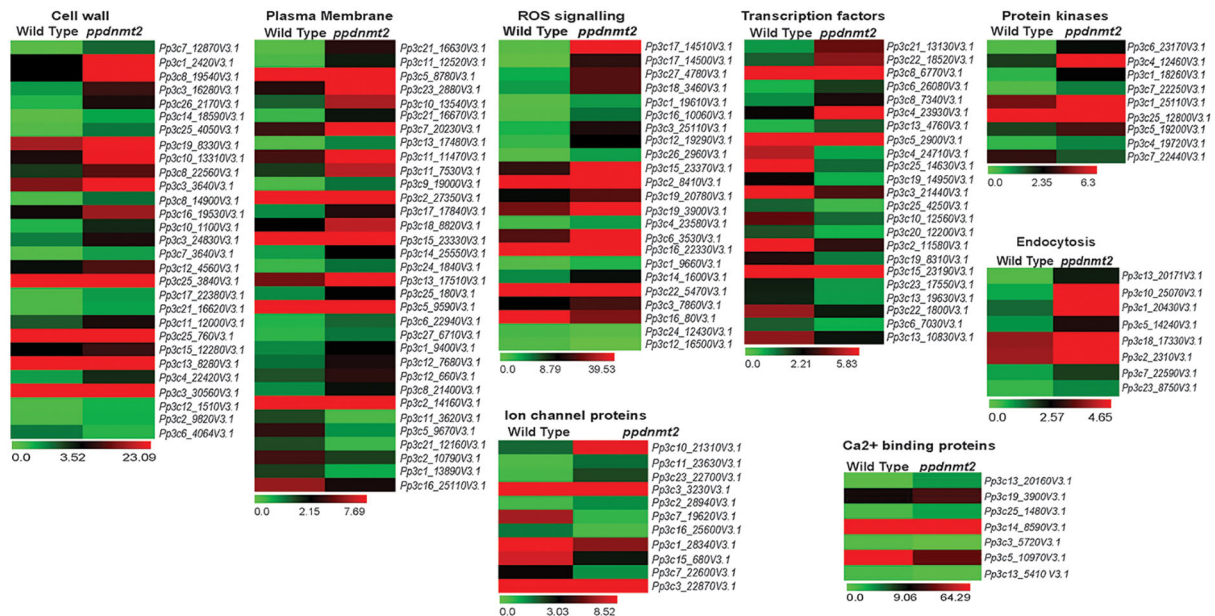 Cell wall
Wild Type ppdnmt2
Pp3c7_12870V3.1
Pp3c1_2420V3.1
Pp3c8_19540V3.1
Pp3c3_16280V3.1
Pp3c26_2170V3.1
Pp3c14_18590V3.1
Pp3c25_4050V3.1
Pp3c19_8330V3.1
Pp3c10_13310V3.1
Pp3c8_22560V3.1
Pp3c3_3640V3.1
Pp3c8_14900V3.1
Pp3c16_19530V3.1
Pp3c10_1100V3.1
Pp3c3_24830V3.1
Pp3c7_3640V3.1
Pp3c12_4560V3.1
Pp3c25_3840V3.1
Pp3c17_22380V3.1
Pp3c21_16620V3.1
Pp3c11_12000V3.1
Pp3c25_760V3.1
Pp3c15_12280V3.1
Pp3c13_8280V3.1
Pp3c4_22420V3.1
Pp3c3_30560V3.1
Pp3c12_1510V3.1
Pp3c2_9820V3.1
Pp3c6_4064V3.1
0.0 3.52 23.09
Plasma Membrane
Wild Type ppdnmt2
Pp3c21_16630V3.1
Pp3c11_12520V3.1
Pp3c5_8780V3.1
Pp3c23_2880V3.1
Pp3c10_13540V3.1
Pp3c21_16670V3.1
Pp3c7_20230V3.1
Pp3c13_17480V3.1
Pp3c11_11470V3.1
Pp3c11_7530V3.1
Pp3c9_19000V3.1
Pp3c2_27350V3.1
Pp3c17_17840V3.1
Pp3c18_8820V3.1
Pp3c15_23330V3.1
Pp3c14_25550V3.1
Pp3c24_1840V3.1
Pp3c13_17510V3.1
Pp3c25_180V3.1
Pp3c5_9590V3.1
Pp3c6_22940V3.1
Pp3c27_6710V3.1
Pp3c1_9400V3.1
Pp3c12_7680V3.1
Pp3c12_660V3.1
Pp3c8_21400V3.1
Pp3c2_14160V3.1
Pp3c11_3620V3.1
Pp3c5_9670V3.1
Pp3c21_12160V3.1
Pp3c2_10790V3.1
Pp3c1_13890V3.1
Pp3c16_25110V3.1
0.0 2.15 7.69
ROS signalling
Wild Type ppdnmt2
Pp3c17_14510V3.1
Pp3c17_14500V3.1
Pp3c27_4780V3.1
Pp3c18_3460V3.1
Pp3c1_19610V3.1
Pp3c16_10060V3.1
Pp3c3_25110V3.1
Pp3c12_19290V3.1
Pp3c26_2960V3.1
Pp3c15_23370V3.1
Pp3c2_8410V3.1
Pp3c19_20780V3.1
Pp3c19_3900V3.1
Pp3c4_23580V3.1
Pp3c6_3530V3.1
Pp3c16_22330V3.1
Pp3c1_9660V3.1
Pp3c14_1600V3.1
Pp3c22_5470V3.1
Pp3c3_7860V3.1
Pp3c16_80V3.1
Pp3c24_12430V3.1
Pp3c12_16500V3.1
0.0 8.79 39.53
Ion channel proteins
Wild Type ppdnmt2
Pp3c10_21310V3.1
Pp3c11_23630V3.1
Pp3c23_22700V3.1
Pp3c3_3230V3.1
Pp3c2_28940V3.1
Pp3c7_19620V3.1
Pp3c16_25600V3.1
Pp3c1_28340V3.1
Pp3c15_680V3.1
Pp3c7_22600V3.1
Pp3c3_22870V3.1
0.0 3.03 8.52
Transcription factors
Wild Type ppdnmt2
Pp3c21_13130V3.1
Pp3c22_18520V3.1
Pp3c8_6770V3.1
Pp3c6_26080V3.1
Pp3c8_7340V3.1
Pp3c4_23930V3.1
Pp3c13_4760V3.1
Pp3c5_2900V3.1
Pp3c4_24710V3.1
Pp3c25_14630V3.1
Pp3c19_14950V3.1
Pp3c3_21440V3.1
Pp3c25_4250V3.1
Pp3c10_12560V3.1
Pp3c20_12200V3.1
Pp3c2_11580V3.1
Pp3c19_8310V3.1
Pp3c15_23190V3.1
Pp3c23_17550V3.1
Pp3c13_19630V3.1
Pp3c22_1800V3.1
Pp3c6_7030V3.1
Pp3c13_10830V3.1
0.0 2.21 5.63
Protein kinases
Wild Type ppdnmt2
Pp3c6_23170V3.1
Pp3c4_12460V3.1
Pp3c1_18260V3.1
Pp3c7_22250V3.1
Pp3c1_25110V3.1
Pp3c25_12800V3.1
Pp3c5_19200V3.1
Pp3c4_19720V3.1
Pp3c7_22440V3.1
0.0 2.35 6.3
Endocytosis
Wild Type ppdnmt2
Pp3c13_20171V3.1
Pp3c10_25070V3.1
Pp3c1_20430V3.1
Pp3c5_14240V3.1
Pp3c18_17330V3.1
Pp3c2_2310V3.1
Pp3c7_22590V3.1
Pp3c23_8750V3.1
0.0 2.57 4.65
Ca2+ binding proteins
Wild Type ppdnmt2
Pp3c13_20160V3.1
Pp3c19_3900V3.1
Pp3c25_1480V3.1
Pp3c14_8590V3.1
Pp3c3_5720V3.1
Pp3c5_10970V3.1
Pp3c13_5410 V3.1
0.0 9.06 64.29